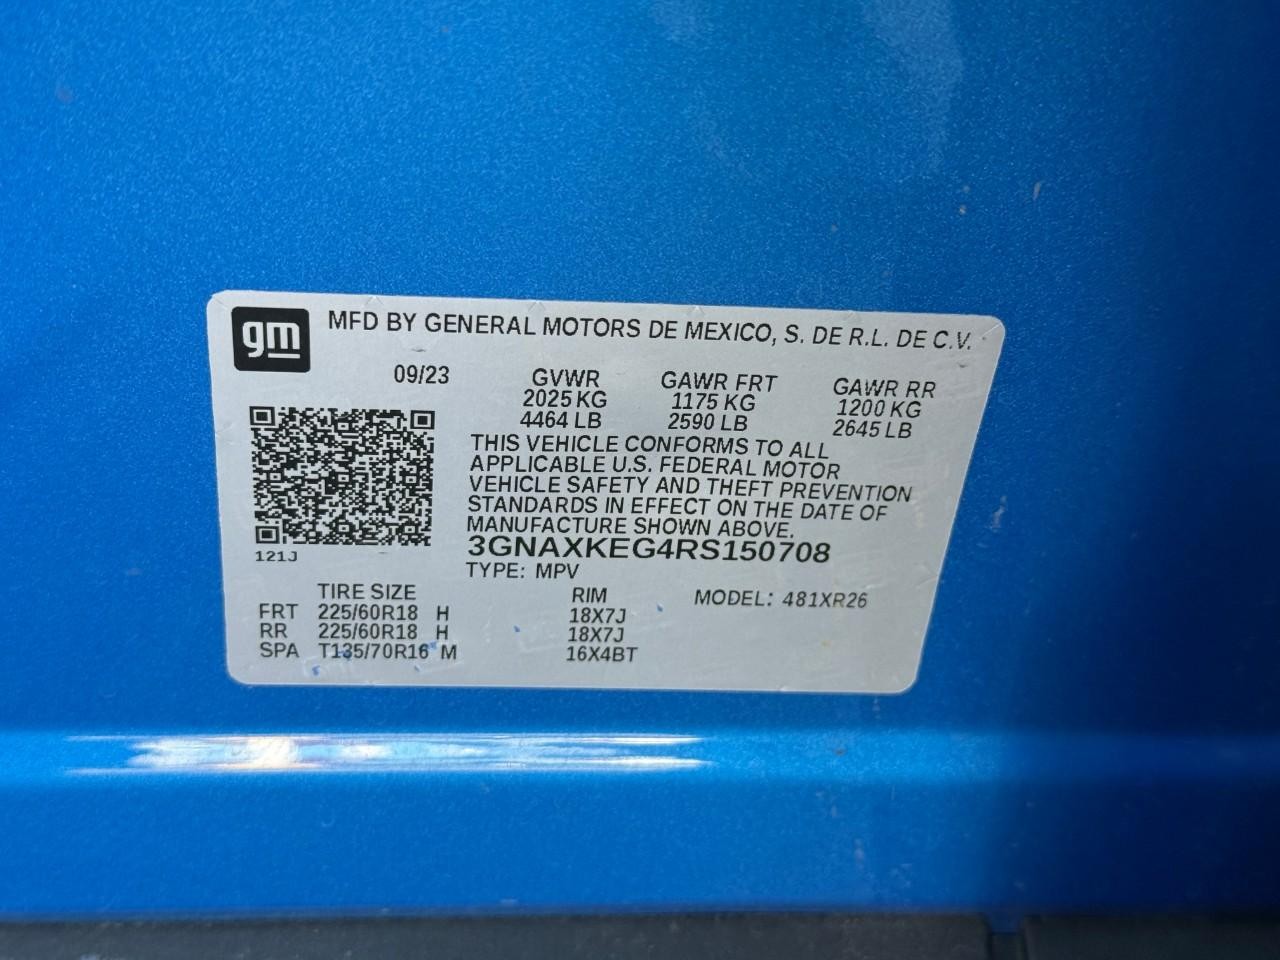 gm MFD BY GENERAL MOTORS DE MEXICO, S. DE R.L. DE C.V.
09/23 GVWR GAWR FRT GAWR RR
2025 KG 1175 KG 1200 KG
4464 LB 2590 LB 2645 LB
THIS VEHICLE CONFORMS TO ALL
APPLICABLE U.S. FEDERAL MOTOR
VEHICLE SAFETY AND THEFT PREVENTION
STANDARDS IN EFFECT ON THE DATE OF
MANUFACTURE SHOWN ABOVE.
121J 3GNAXKEG4RS150708
TYPE: MPV
TIRE SIZE RIM MODEL: 481XR26
FRT 225/60R18 H 18X7J
RR 225/60R18 H 18X7J
SPA T135/70R16 M 16X4BT